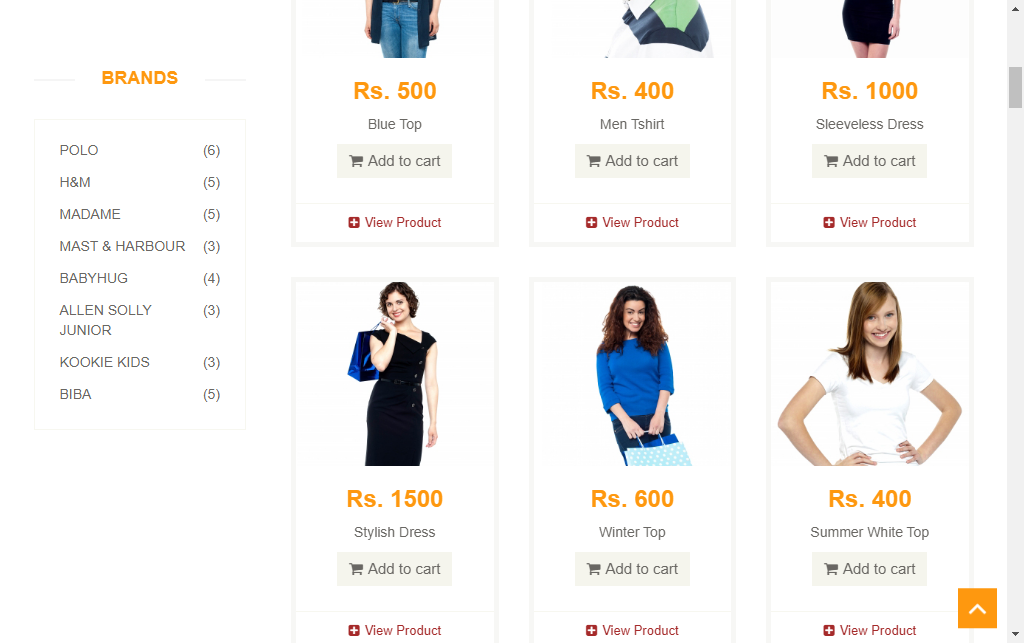 BRANDS
POLO (6)
H&M (5)
MADAME (5)
MAST & HARBOUR (3)
BABYHUG (4)
ALLEN SOLLY (3)
JUNIOR
KOOKIE KIDS (3)
BIBA (5)
Rs. 500
Blue Top
Add to cart
View Product
Rs. 400
Men Tshirt
Add to cart
View Product
Rs. 1000
Sleeveless Dress
Add to cart
View Product
Rs. 1500
Stylish Dress
Add to cart
View Product
Rs. 600
Winter Top
Add to cart
View Product
Rs. 400
Summer White Top
Add to cart
View Product